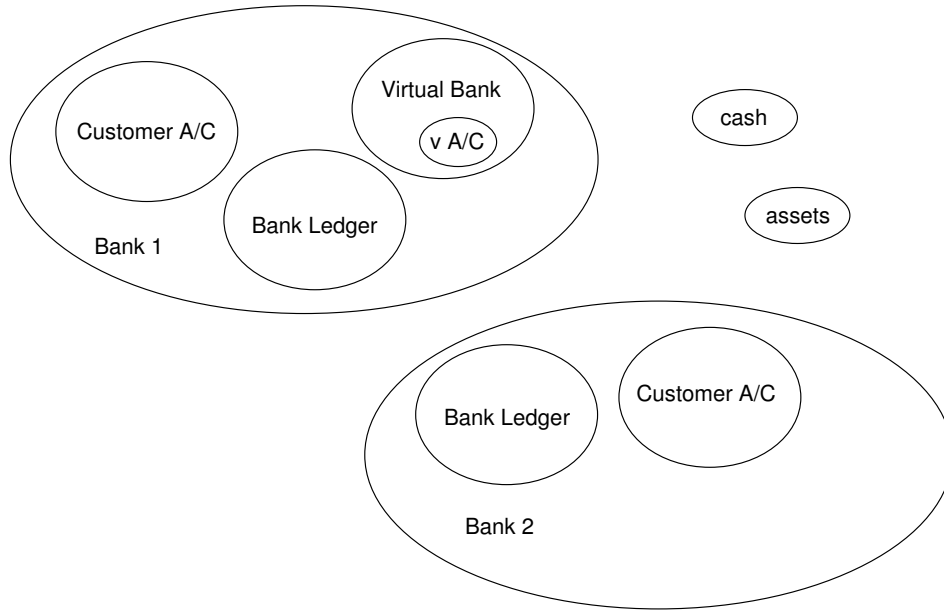 Virtual Bank
Customer A/C
v A/C
Bank Ledger
Bank 1
cash
assets
Customer A/C
Bank Ledger
Bank 2